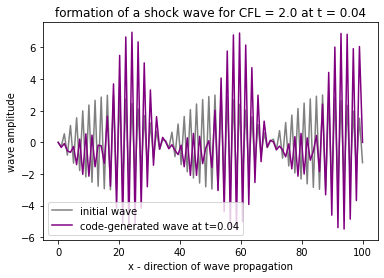 formation of a shock wave for CFL = 2.0 at t = 0.04
wave amplitude
6
4
2
0
−2
−4
−6
initial wave
code-generated wave at t=0.04
0
20
40
60
80
100
x - direction of wave propagation